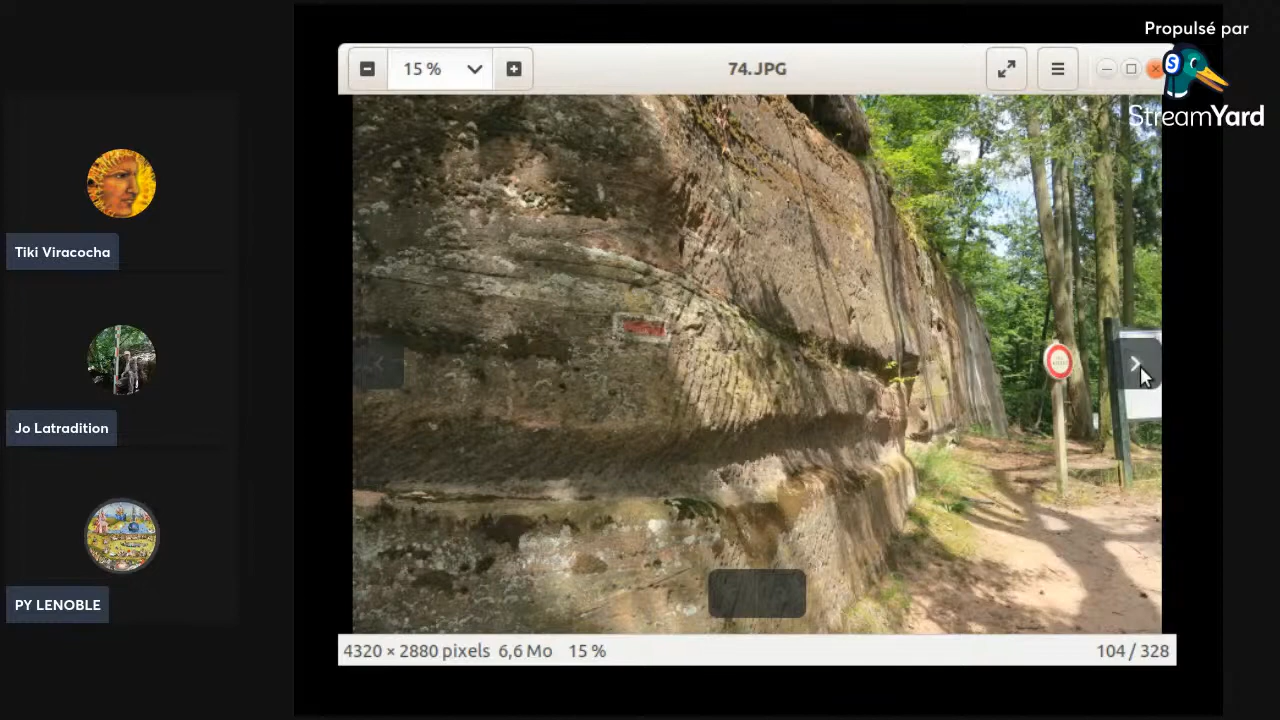 Propulsé par
StreamYard
15 %
74.JPG
Tiki Viracocha
Jo Latradition
PY LENOBLE
4320 × 2880 pixels 6,6 Mo 15 %
104 / 328